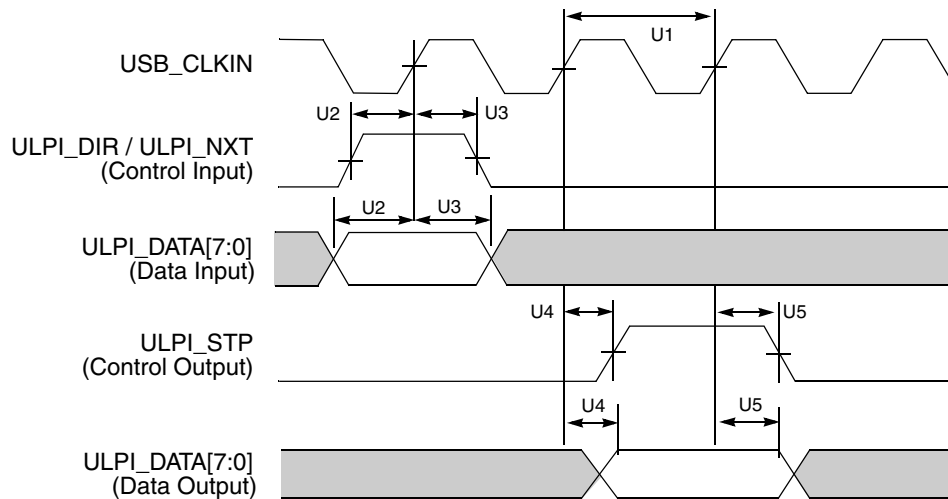 U1
USB_CLKIN
U2
U3
ULPI_DIR / ULPI_NXT
(Control Input)
U2
U3
ULPI_DATA[7:0]
(Data Input)
U4
U5
ULPI_STP
(Control Output)
U4
U5
ULPI_DATA[7:0]
(Data Output)